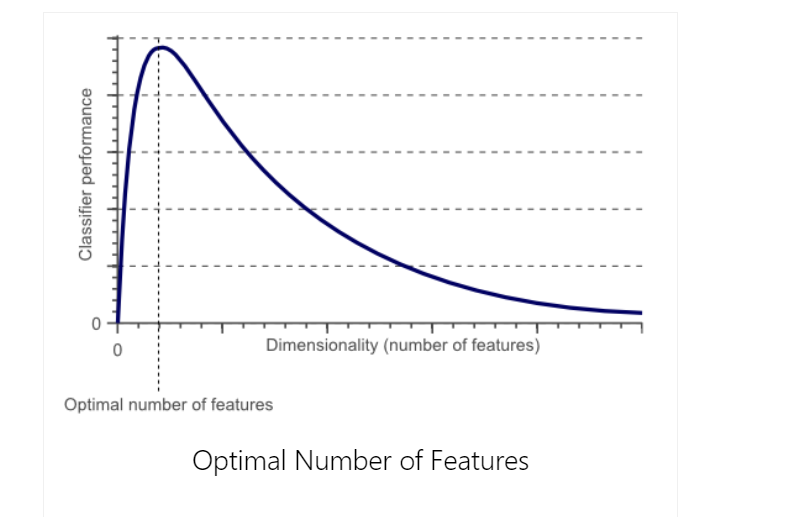 Classifier performance
0
0
Dimensionality (number of features)
Optimal number of features
Optimal Number of Features